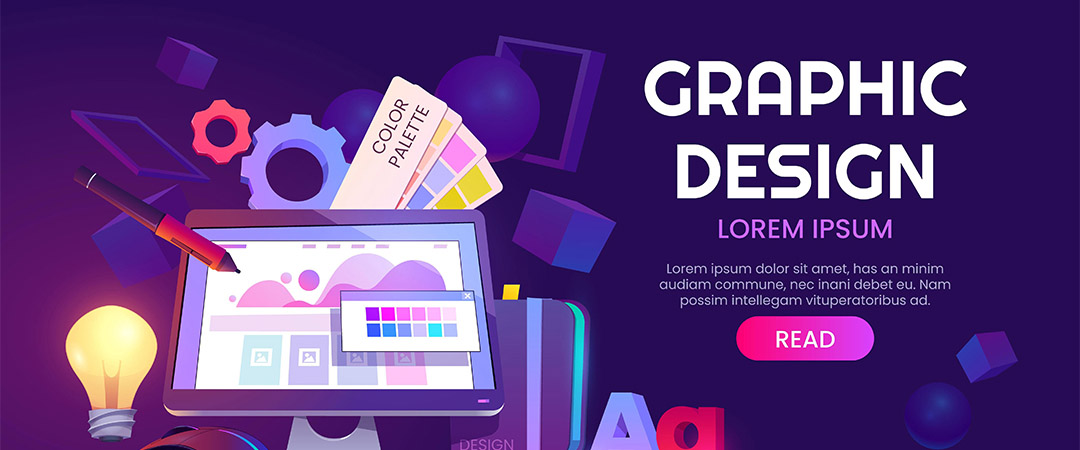 COLOR
PALETTE
GRAPHIC
DESIGN
LOREM IPSUM
Lorem ipsum dolor sit amet, has an minim
audiam commune, nec inani debet eu. Nam
possim intellegam vituperatoribus ad.
READ
DESIGN
Aa